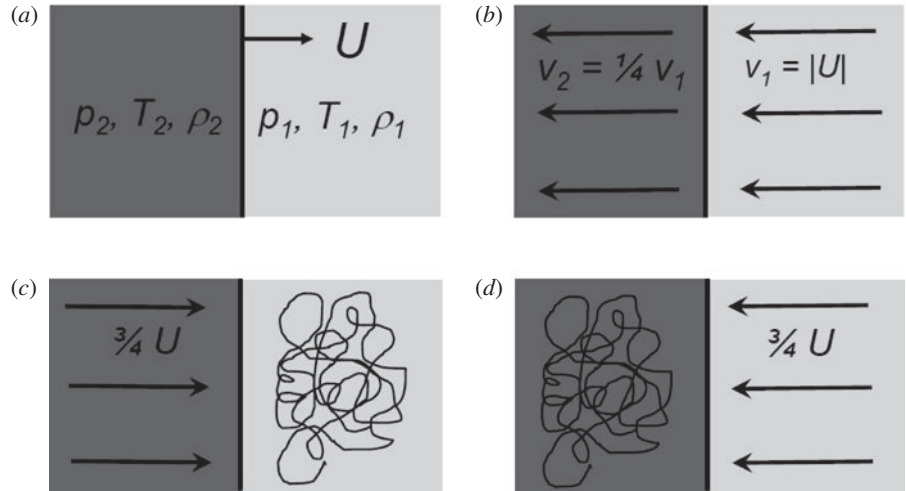 (a)
U
p₂, T₂, ρ₂ p₁, T₁, ρ₁
(b)
v₂ = ¼ v₁ v₁ = |U|
(c)
¾ U
(d)
¾ U